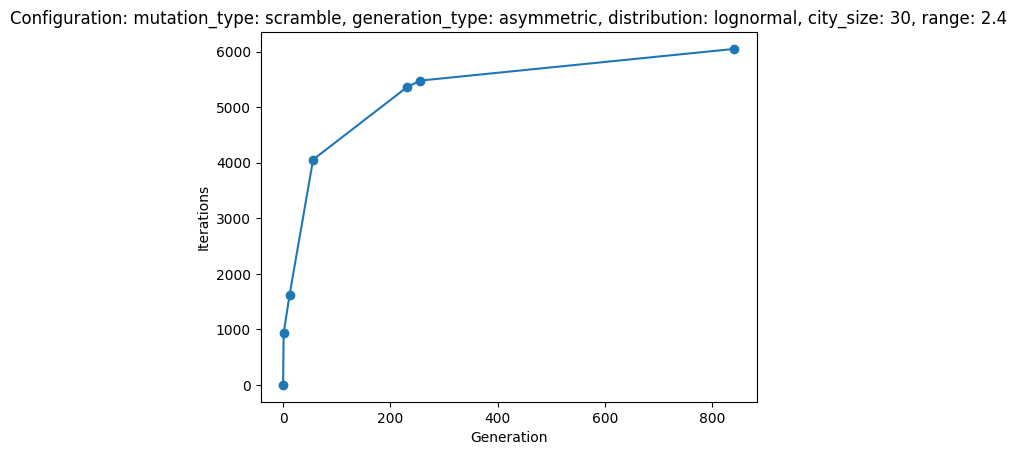 Configuration: mutation_type: scramble, generation_type: asymmetric, distribution: lognormal, city_size: 30, range: 2.4
6000
5000
4000
3000
2000
1000
0
Iterations
0 200 400 600 800
Generation